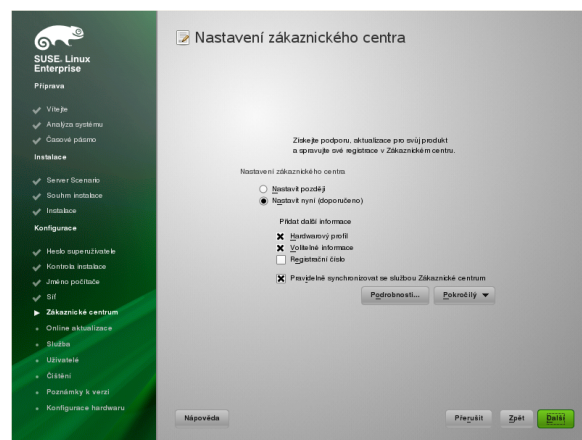 SUSE. Linux
Enterprise
Příprava
Vítejte
Analýza systému
Časové pásmo
Instalace
Server Scenario
Souhrn instalace
Instalace
Konfigurace
Heslo superuživatele
Kontrola instalace
Jméno počítače
Síť
Zákaznické centrum
Online aktualizace
Služba
Uživatelé
Čištění
Poznámky k verzi
Konfigurace hardwaru
Nastavení zákaznického centra
Získejte podporu, aktualizace pro svůj produkt
a spravujte své registrace v Zákaznickém centru.
Nastavení zákaznického centra
Nastavit později
Nastavit nyní (doporučeno)
Přidat další informace
Hardwarový profil
Volitelné informace
Registrační číslo
Pravidelně synchronizovat se službou Zákaznické centrum
Podrobnosti...
Pokročilý
Nápověda
Přerušit
Zpět
Další